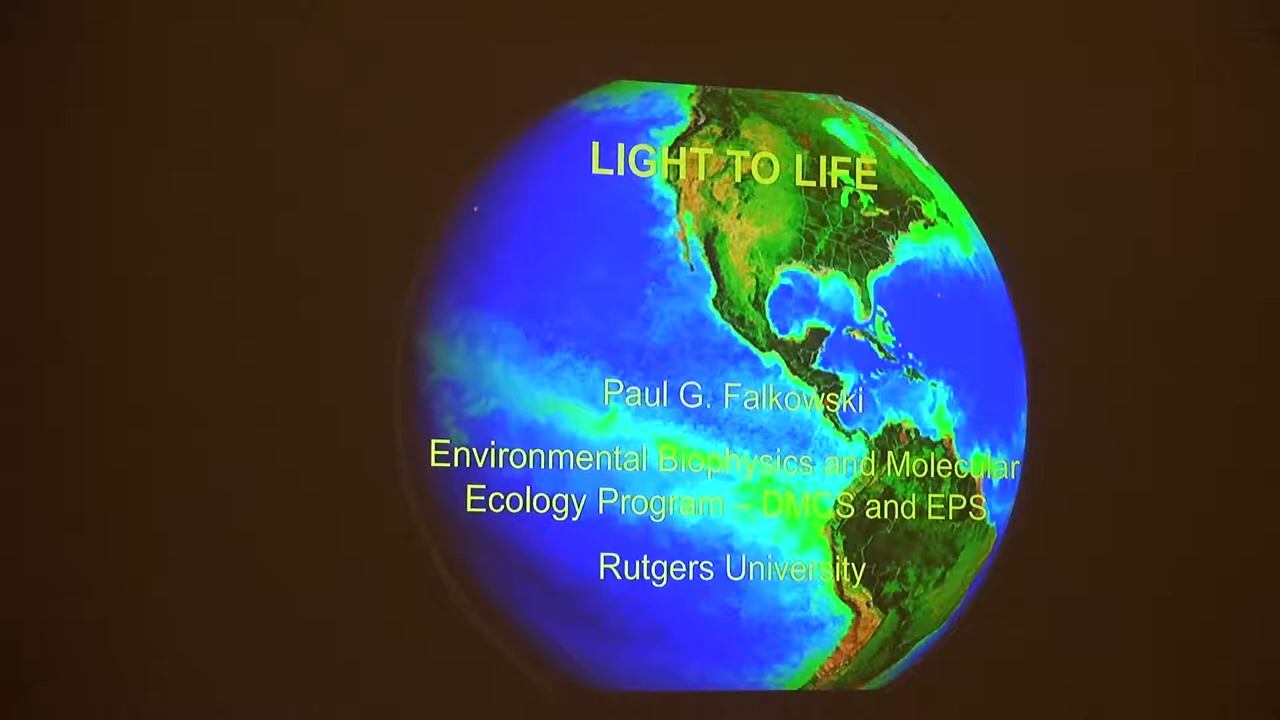 LIGHT TO LIFE
Paul G. Falkowski
Environmental Biophysics and Molecular
Ecology Program – DMCS and EPS
Rutgers University